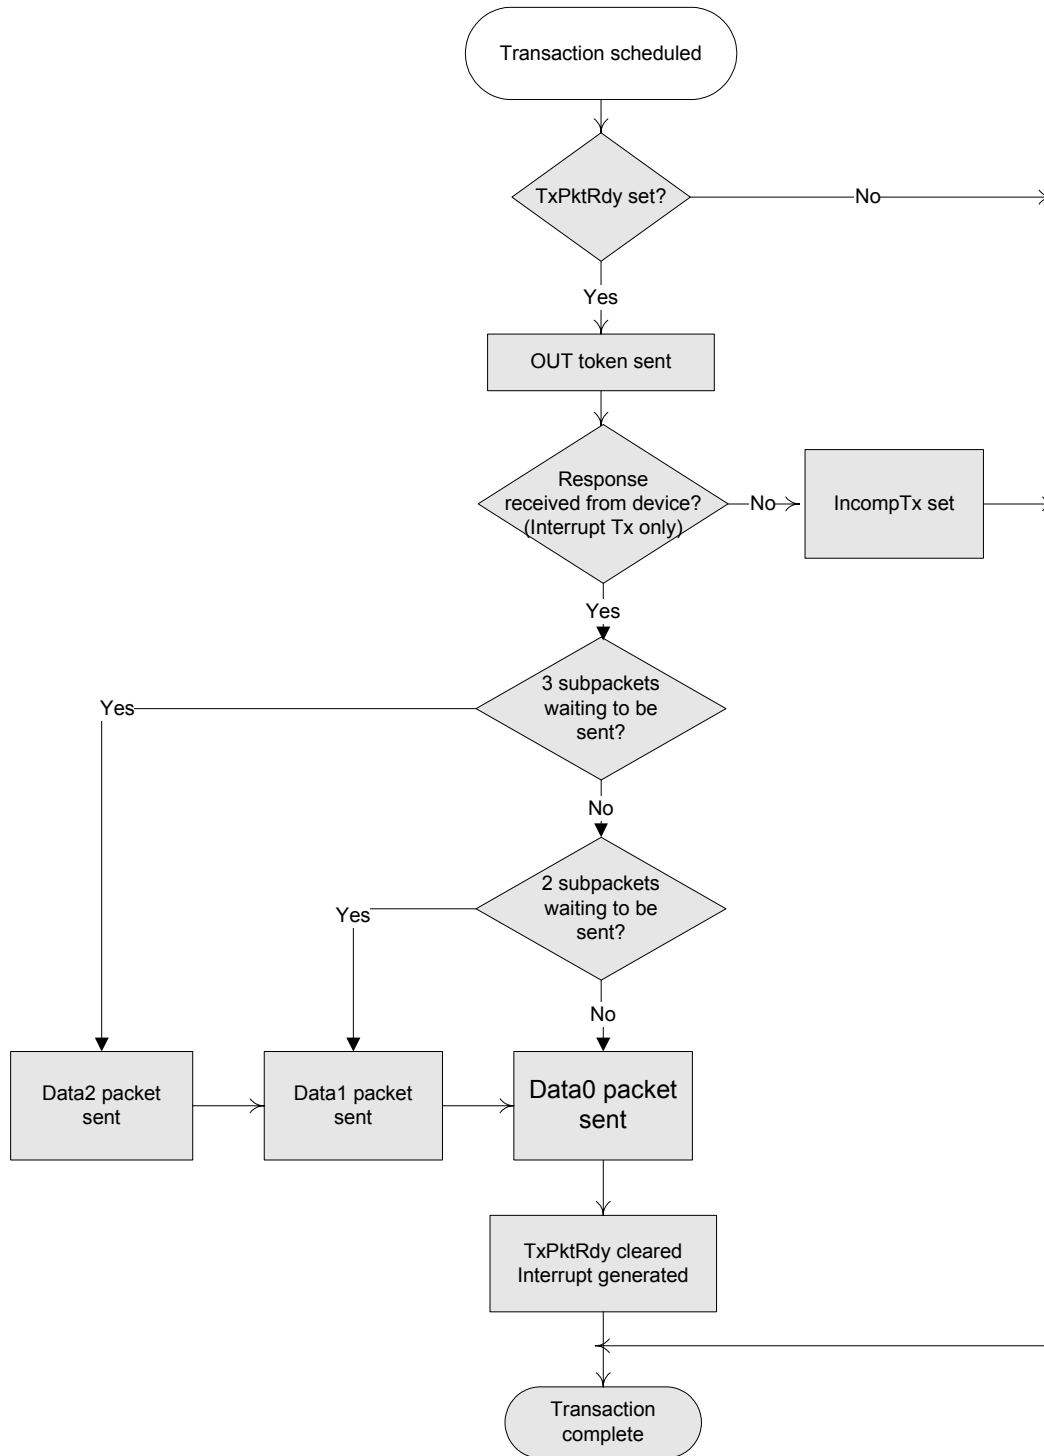 Transaction scheduled
TxPktRdy set?
No
Yes
OUT token sent
Response
received from device?
(Interrupt Tx only)
No
IncompTx set
Yes
3 subpackets
waiting to be
sent?
Yes
No
2 subpackets
waiting to be
sent?
Yes
No
Data2 packet
sent
Data1 packet
sent
Data0 packet
sent
TxPktRdy cleared
Interrupt generated
Transaction
complete